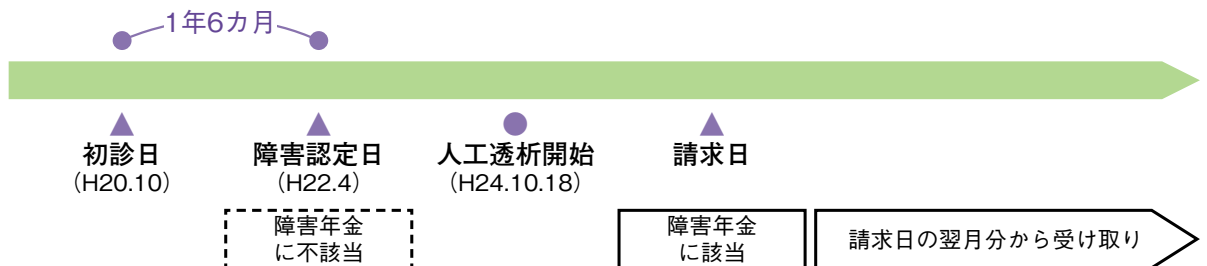 1年6カ月
初診日
（H20.10）
障害認定日
（H22.4）
人工透析開始
（H24.10.18）
請求日
障害年金
に不該当
障害年金
に該当
請求日の翌月分から受け取り